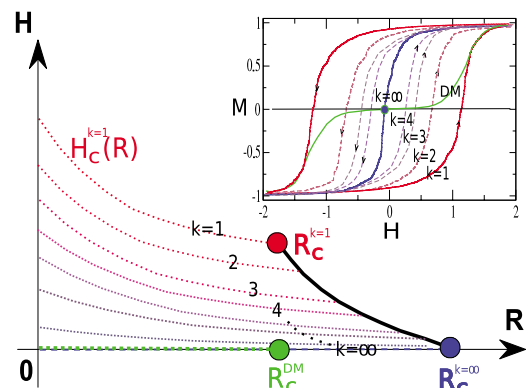 H
H_C^{k=1}(R)
k=1
2
3
4
k=∞
R_C^{k=1}
R
0
R_C^{DM}
R_C^{k=∞}
M
1
0.5
0
-0.5
-1
-2
-1
0
1
2
H
DM
k=∞
k=4
k=3
k=2
k=1